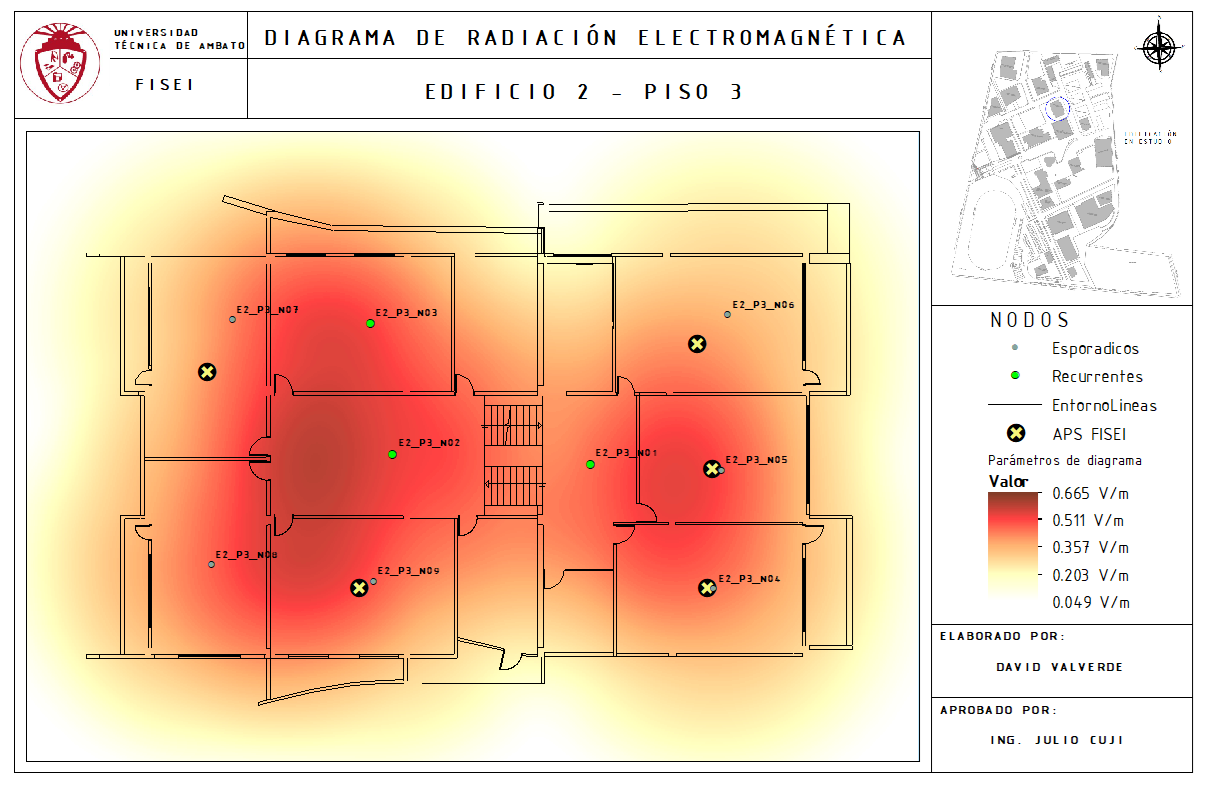 UNIVERSIDAD
TÉCNICA DE AMBATO
FISEI
DIAGRAMA DE RADIACIÓN ELECTROMAGNÉTICA
EDIFICIO 2 - PISO 3
EN ESTUDIO
E2_P3_N07
E2_P3_N03
E2_P3_N06
E2_P3_N02
E2_P3_N01
E2_P3_N05
E2_P3_N08
E2_P3_N09
E2_P3_N04
NODOS
Esporadicos
Recurrentes
EntornoLineas
APS FISEI
Parámetros de diagrama
Valor
0.665 V/m
0.511 V/m
0.357 V/m
0.203 V/m
0.049 V/m
ELABORADO POR:
DAVID VALVERDE
APROBADO POR:
ING. JULIO CUJI